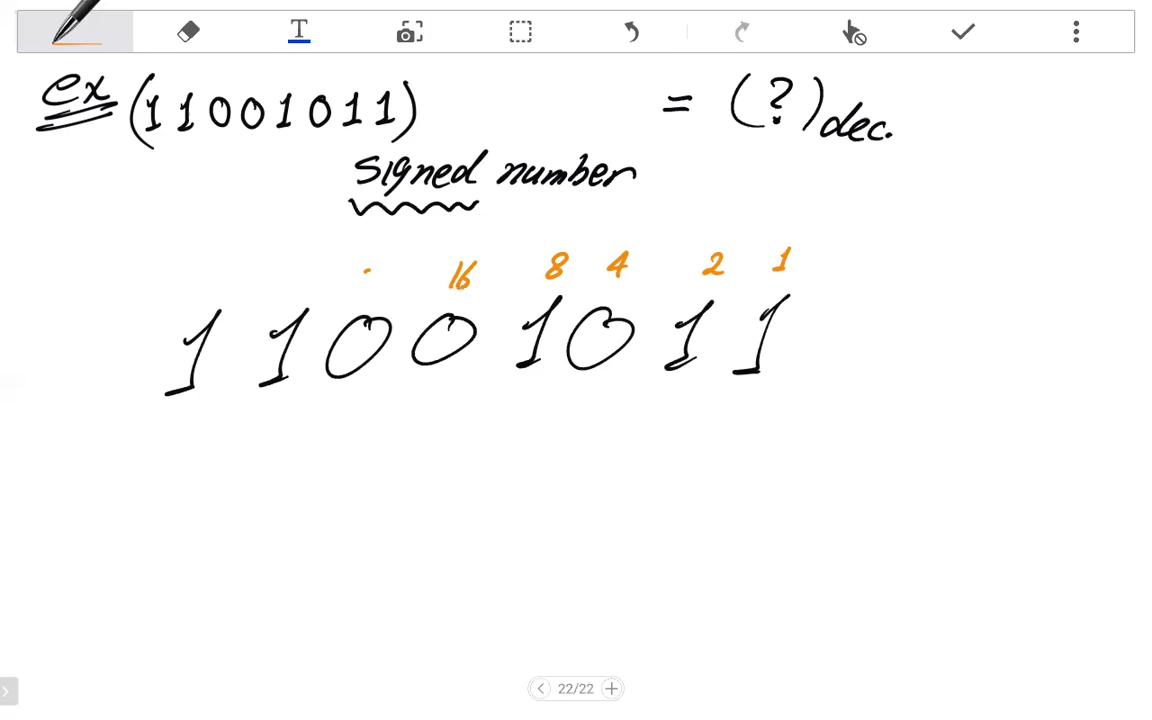 T
ex (11001011) = (?)dec.
signed number
16 8 4 2 1
1 1 0 0 1 0 1 1
22/22